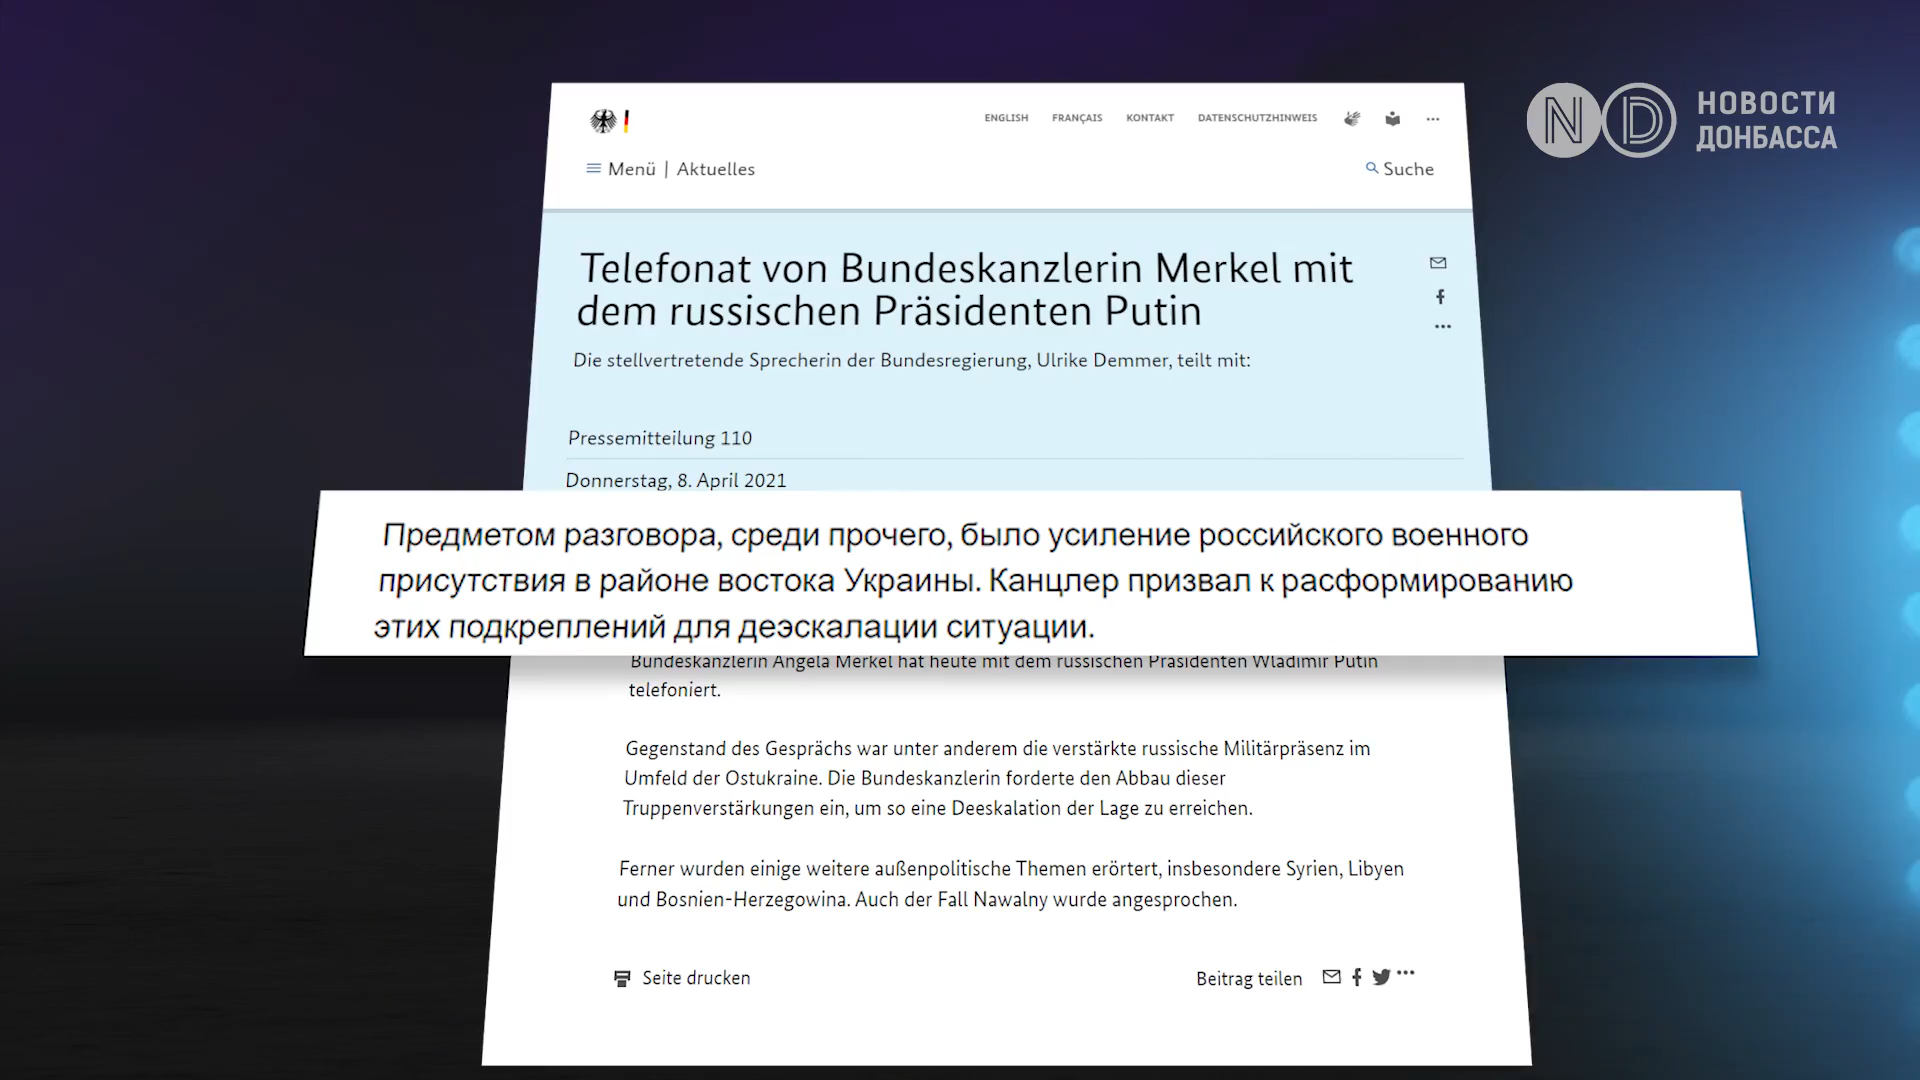 ENGLISH FRANÇAIS KONTAKT DATENSCHUTZHINWEIS
Menü | Aktuelles
Suche
ND НОВОСТИ
ДОНБАССА
Telefonat von Bundeskanzlerin Merkel mit
dem russischen Präsidenten Putin
Die stellvertretende Sprecherin der Bundesregierung, Ulrike Demmer, teilt mit:
Pressemitteilung 110
Donnerstag, 8. April 2021
Предметом разговора, среди прочего, было усиление российского военного
присутствия в районе востока Украины. Канцлер призвал к расформированию
этих подкреплений для деэскалации ситуации.
Bundeskanzlerin Angela Merkel hat heute mit dem russischen Präsidenten Wladimir Putin
telefoniert.
Gegenstand des Gesprächs war unter anderem die verstärkte russische Militärpräsenz im
Umfeld der Ostukraine. Die Bundeskanzlerin forderte den Abbau dieser
Truppenverstärkungen ein, um so eine Deeskalation der Lage zu erreichen.
Ferner wurden einige weitere außenpolitische Themen erörtert, insbesondere Syrien, Libyen
und Bosnien-Herzegowina. Auch der Fall Nawalny wurde angesprochen.
Seite drucken
Beitrag teilen